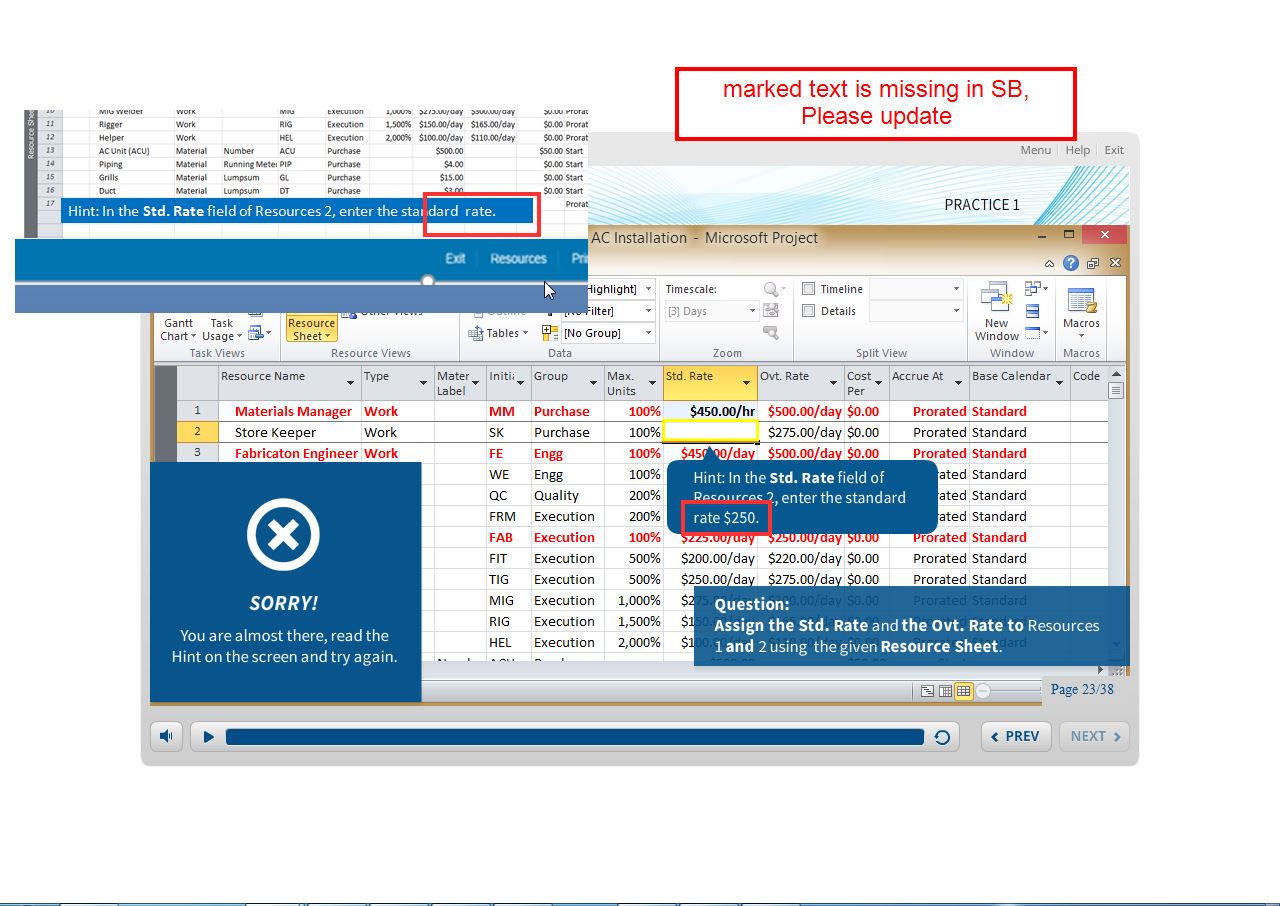 marked text is missing in SB,
Please update
10 MIG Welder Work MIG Execution 1,000% $275.00/day $300.00/day $0.00 Prorat
11 Rigger Work RIG Execution 1,500% $150.00/day $165.00/day $0.00 Prorat
12 Helper Work HEL Execution 2,000% $100.00/day $110.00/day $0.00 Prorat
13 AC Unit (ACU) Material Number ACU Purchase $500.00 $50.00 Start
14 Piping Material Running Meter PIP Purchase $4.00 $0.00 Start
15 Grills Material Lumpsum GL Purchase $15.00 $0.00 Start
16 Duct Material Lumpsum DT Purchase $3.00 $0.00 Start
17 Prorat
Resource She
Hint: In the Std. Rate field of Resources 2, enter the standard rate.
Exit Resources Pri
Menu Help Exit
PRACTICE 1
AC Installation - Microsoft Project
Highlight] Timescale: Timeline
Filter] [3] Days Details
Gantt Chart Task Usage Resource Sheet Other Views Outline Tables [No Group] New Window Macros
Task Views Resource Views Data Zoom Split View Window Macros
Resource Name Type Mater Label Initi Group Max. Units Std. Rate Ovt. Rate Cost Per Accrue At Base Calendar Code
1 Materials Manager Work MM Purchase 100% $450.00/hr $500.00/day $0.00 Prorated Standard
2 Store Keeper Work SK Purchase 100% $275.00/day $0.00 Prorated Standard
3 Fabricaton Engineer Work FE Engg 100% $450.00/day $500.00/day $0.00 Prorated Standard
WE Engg 100% rated Standard
QC Quality 200% rated Standard
FRM Execution 200% rated Standard
FAB Execution 100% $225.00/day $250.00/day $0.00 Prorated Standard
FIT Execution 500% $200.00/day $220.00/day $0.00 Prorated Standard
TIG Execution 500% $250.00/day $275.00/day $0.00 Prorated Standard
MIG Execution 1,000%
RIG Execution 1,500%
HEL Execution 2,000%
Hint: In the Std. Rate field of
Resources 2, enter the standard
rate $250.
SORRY!
You are almost there, read the
Hint on the screen and try again.
Question:
Assign the Std. Rate and the Ovt. Rate to Resources
1 and 2 using the given Resource Sheet.
Page 23/38
PREV NEXT